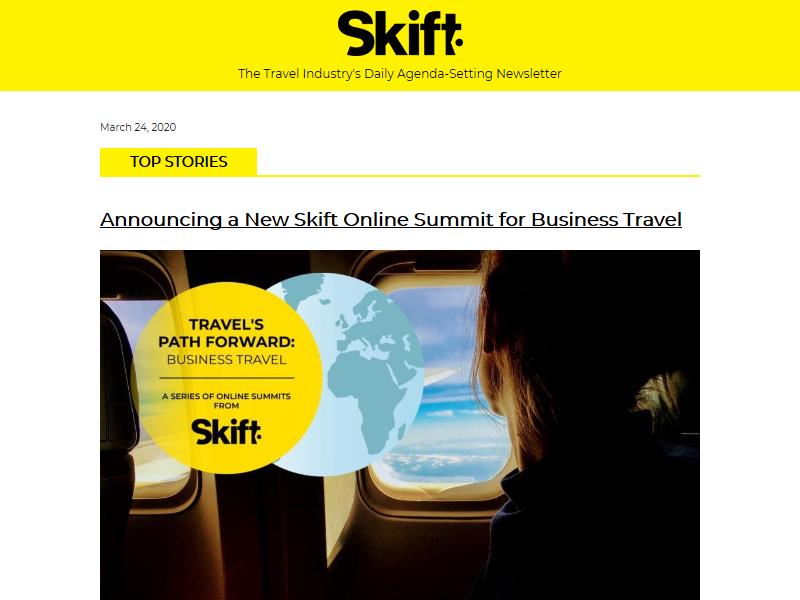 Skift
The Travel Industry's Daily Agenda-Setting Newsletter
March 24, 2020
TOP STORIES
Announcing a New Skift Online Summit for Business Travel
TRAVEL'S
PATH FORWARD:
BUSINESS TRAVEL
A SERIES OF ONLINE SUMMITS
FROM
Skift